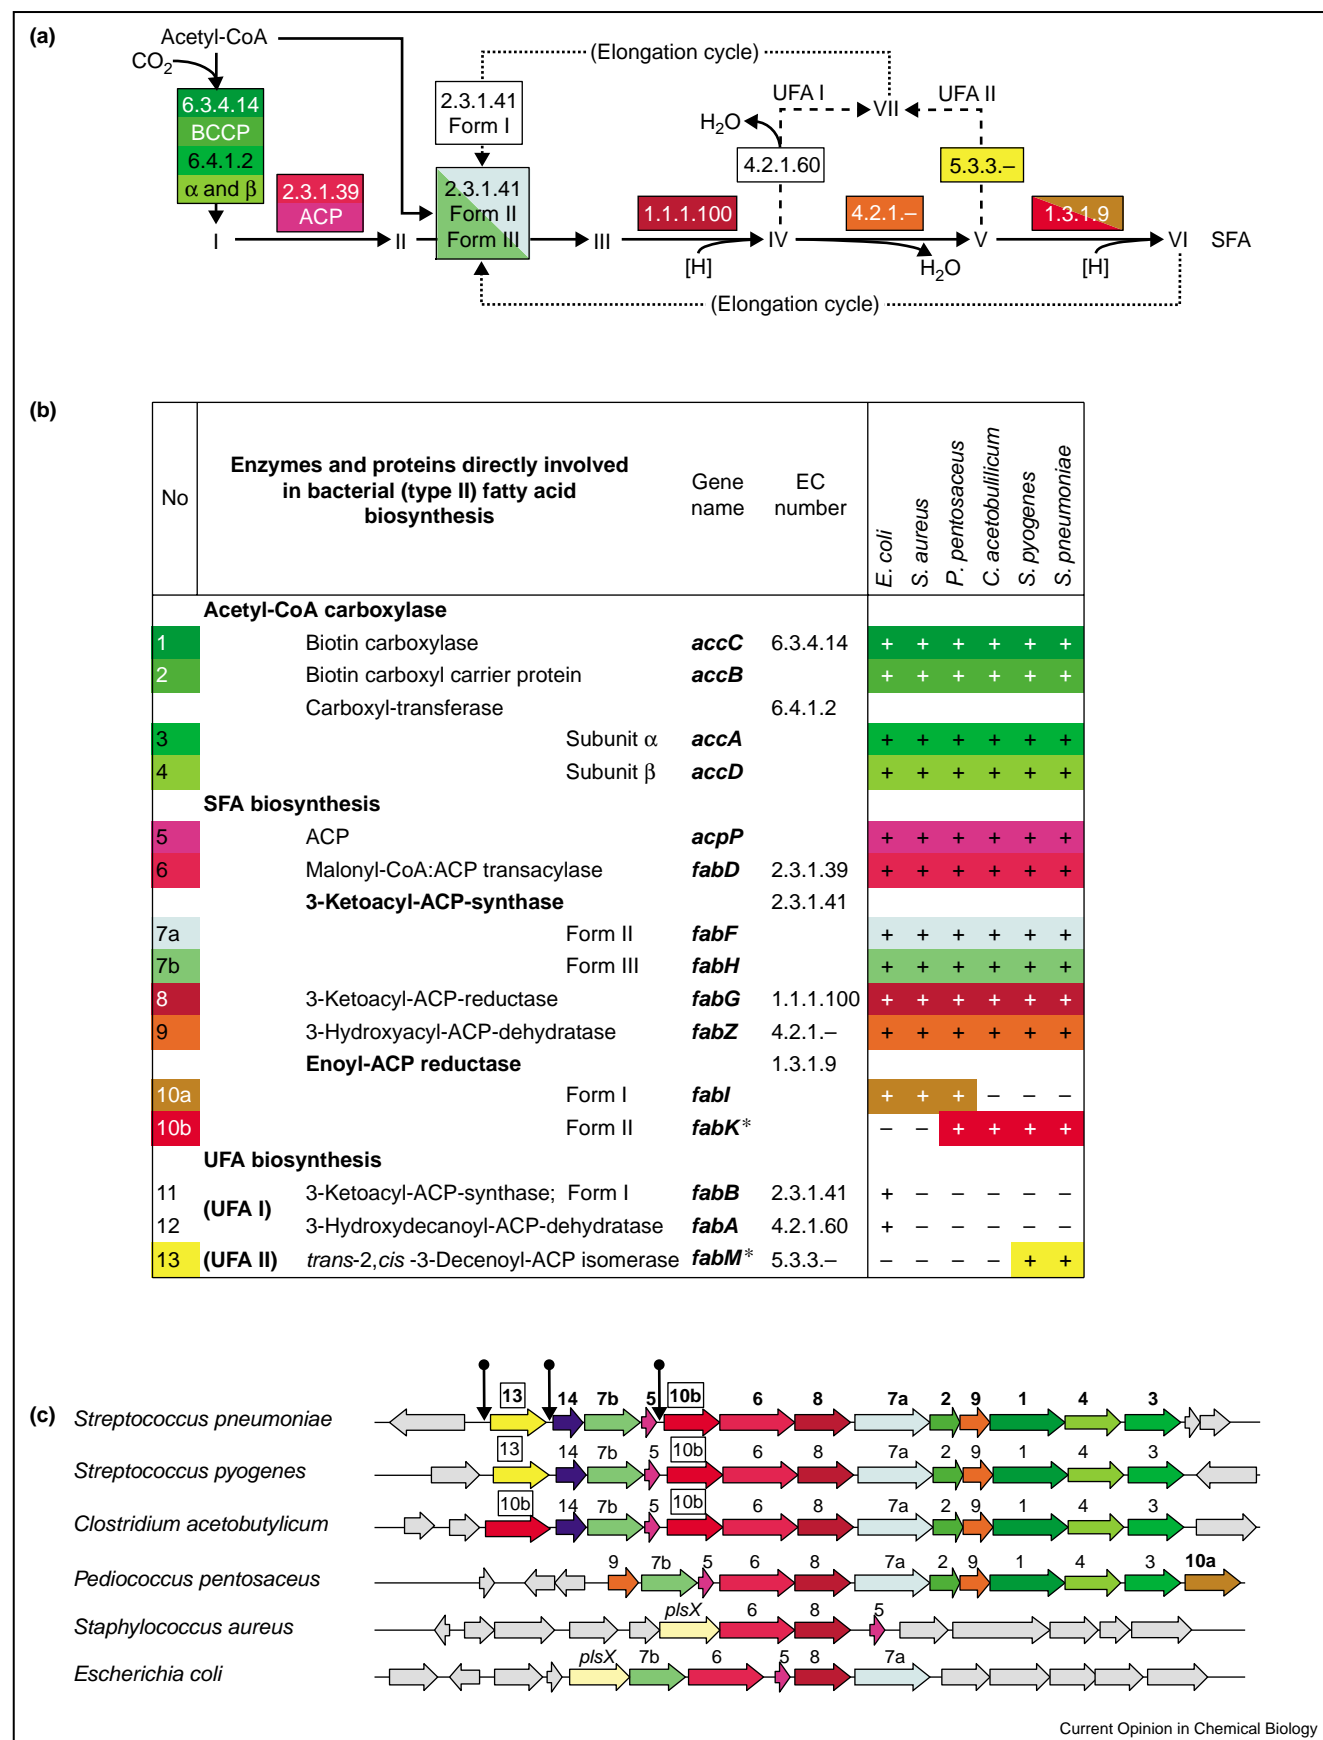 (a)
Acetyl-CoA
CO2
6.3.4.14
BCCP
6.4.1.2
α and β
2.3.1.39
ACP
2.3.1.41
Form I
2.3.1.41
Form II
Form III
(Elongation cycle)
UFA I
VII
UFA II
H2O
4.2.1.60
5.3.3.–
1.1.1.100
4.2.1.–
1.3.1.9
I
II
III
IV
V
VI
SFA
[H]
H2O
[H]
(Elongation cycle)
(b)
No
Enzymes and proteins directly involved
in bacterial (type II) fatty acid
biosynthesis
Gene
name
EC
number
E. coli
S. aureus
P. pentosaceus
C. acetobulilicum
S. pyogenes
S. pneumoniae
Acetyl-CoA carboxylase
1 Biotin carboxylase accC 6.3.4.14 + + + + + +
2 Biotin carboxyl carrier protein accB + + + + + +
Carboxyl-transferase 6.4.1.2
3 Subunit α accA + + + + + +
4 Subunit β accD + + + + + +
SFA biosynthesis
5 ACP acpP + + + + + +
6 Malonyl-CoA:ACP transacylase fabD 2.3.1.39 + + + + + +
3-Ketoacyl-ACP-synthase 2.3.1.41
7a Form II fabF + + + + + +
7b Form III fabH + + + + + +
8 3-Ketoacyl-ACP-reductase fabG 1.1.1.100 + + + + + +
9 3-Hydroxyacyl-ACP-dehydratase fabZ 4.2.1.– + + + + + +
Enoyl-ACP reductase 1.3.1.9
10a Form I fabI + + + – – –
10b Form II fabK* – – + + + +
UFA biosynthesis
11 3-Ketoacyl-ACP-synthase; Form I fabB 2.3.1.41 + – – – – –
(UFA I)
12 3-Hydroxydecanoyl-ACP-dehydratase fabA 4.2.1.60 + – – – – –
13 (UFA II) trans-2,cis -3-Decenoyl-ACP isomerase fabM* 5.3.3.– – – – – + +
(c)
13 14 7b 5 10b 6 8 7a 2 9 1 4 3
Streptococcus pneumoniae
13 14 7b 5 10b 6 8 7a 2 9 1 4 3
Streptococcus pyogenes
10b 14 7b 5 10b 6 8 7a 2 9 1 4 3
Clostridium acetobutylicum
9 7b 5 6 8 7a 2 9 1 4 3 10a
Pediococcus pentosaceus
plsX 6 8 5
Staphylococcus aureus
plsX 7b 6 5 8 7a
Escherichia coli
Current Opinion in Chemical Biology